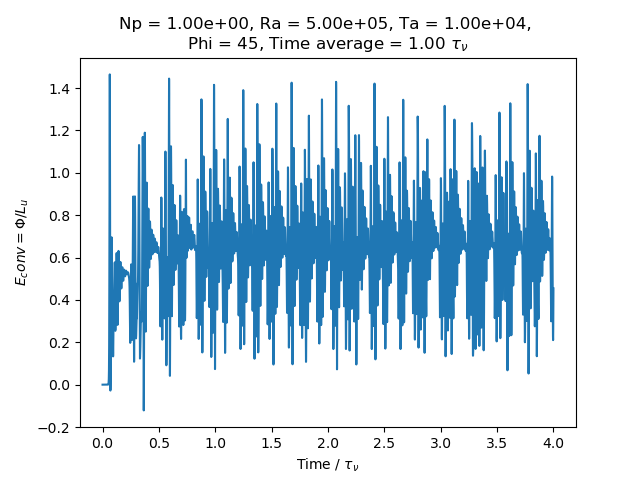 Np = 1.00e+00, Ra = 5.00e+05, Ta = 1.00e+04,
Phi = 45, Time average = 1.00 τν
1.4
1.2
1.0
0.8
0.6
0.4
0.2
0.0
−0.2
E_conv = Φ/L_u
0.0 0.5 1.0 1.5 2.0 2.5 3.0 3.5 4.0
Time / τν